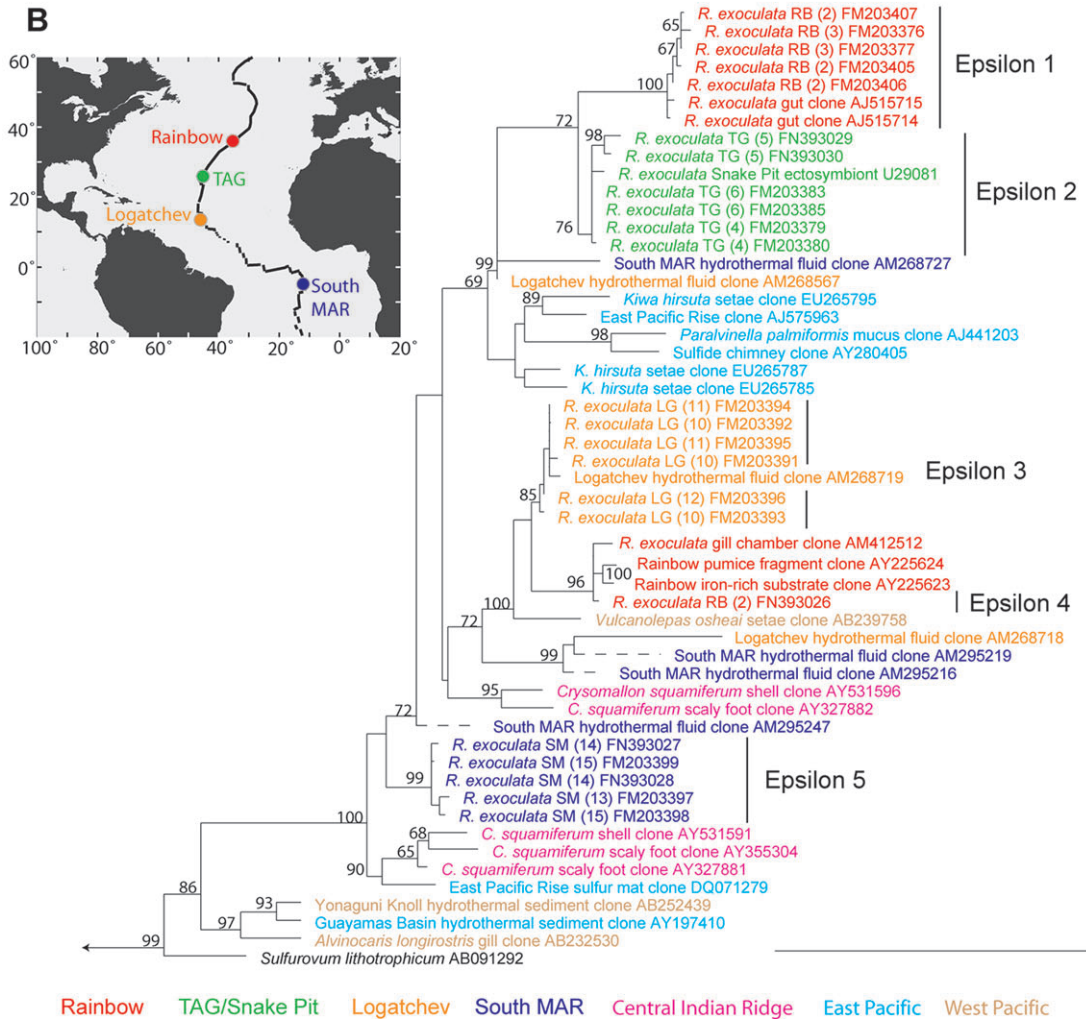 B
60°
40°
20°
0°
100°
80°
60°
40°
20°
0°
20°
Rainbow
TAG
Logatchev
South
MAR
R. exoculata RB (2) FM203407
65
R. exoculata RB (3) FM203376
67
R. exoculata RB (3) FM203377
R. exoculata RB (2) FM203405
100
R. exoculata RB (2) FM203406
R. exoculata gut clone AJ515715
R. exoculata gut clone AJ515714
Epsilon 1
72
98
R. exoculata TG (5) FN393029
R. exoculata TG (5) FN393030
R. exoculata Snake Pit ectosymbiont U29081
R. exoculata TG (6) FM203383
R. exoculata TG (6) FM203385
R. exoculata TG (4) FM203379
76
R. exoculata TG (4) FM203380
Epsilon 2
99
South MAR hydrothermal fluid clone AM268727
69
Logatchev hydrothermal fluid clone AM268567
89
Kiwa hirsuta setae clone EU265795
East Pacific Rise clone AJ575963
98
Paralvinella palmiformis mucus clone AJ441203
Sulfide chimney clone AY280405
K. hirsuta setae clone EU265787
K. hirsuta setae clone EU265785
R. exoculata LG (11) FM203394
R. exoculata LG (10) FM203392
R. exoculata LG (11) FM203395
R. exoculata LG (10) FM203391
Logatchev hydrothermal fluid clone AM268719
Epsilon 3
85
R. exoculata LG (12) FM203396
R. exoculata LG (10) FM203393
R. exoculata gill chamber clone AM412512
Rainbow pumice fragment clone AY225624
96
100
Rainbow iron-rich substrate clone AY225623
R. exoculata RB (2) FN393026
Epsilon 4
100
Vulcanolepas osheai setae clone AB239758
72
Logatchev hydrothermal fluid clone AM268718
99
South MAR hydrothermal fluid clone AM295219
South MAR hydrothermal fluid clone AM295216
95
Crysomallon squamiferum shell clone AY531596
C. squamiferum scaly foot clone AY327882
72
South MAR hydrothermal fluid clone AM295247
R. exoculata SM (14) FN393027
R. exoculata SM (15) FM203399
99
R. exoculata SM (14) FN393028
R. exoculata SM (13) FM203397
R. exoculata SM (15) FM203398
Epsilon 5
100
68
C. squamiferum shell clone AY531591
65
C. squamiferum scaly foot clone AY355304
90
C. squamiferum scaly foot clone AY327881
East Pacific Rise sulfur mat clone DQ071279
86
93
Yonaguni Knoll hydrothermal sediment clone AB252439
97
Guayamas Basin hydrothermal sediment clone AY197410
Alvinocaris longirostris gill clone AB232530
99
Sulfurovum lithotrophicum AB091292
Rainbow TAG/Snake Pit Logatchev South MAR Central Indian Ridge East Pacific West Pacific